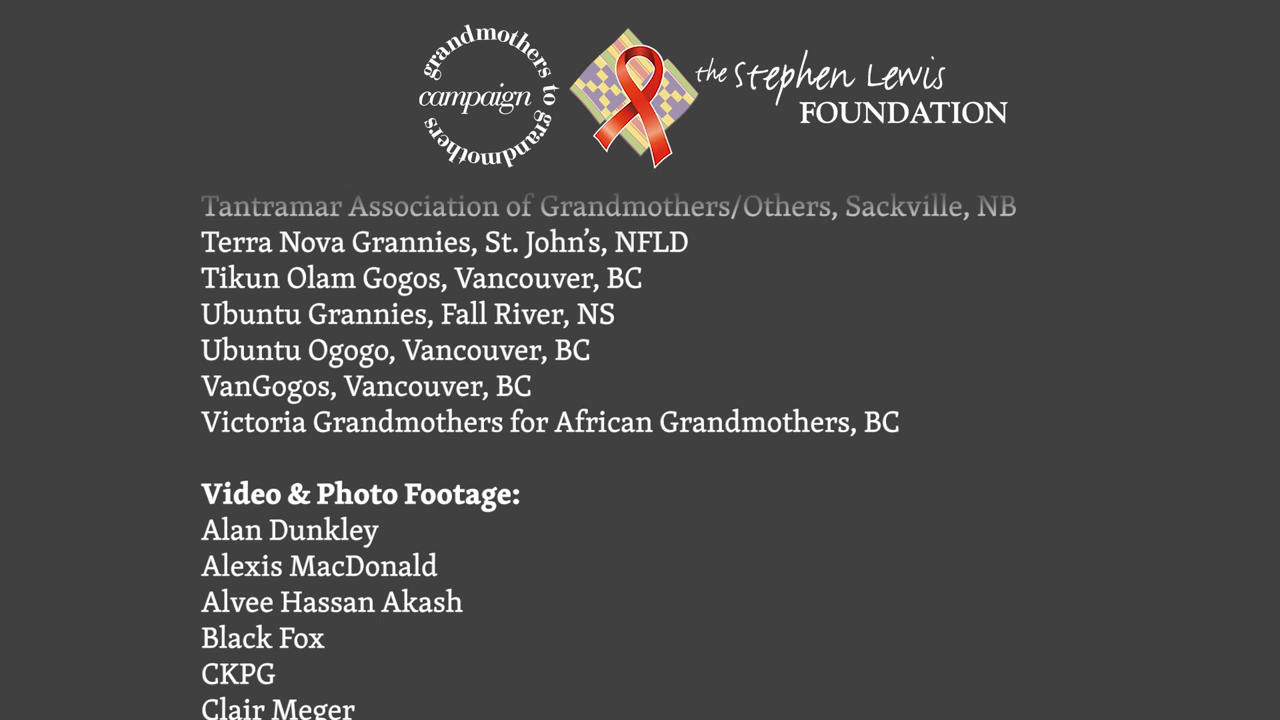 grandmothers to grandmothers
campaign
the Stephen Lewis
FOUNDATION
Tantramar Association of Grandmothers/Others, Sackville, NB
Terra Nova Grannies, St. John’s, NFLD
Tikun Olam Gogos, Vancouver, BC
Ubuntu Grannies, Fall River, NS
Ubuntu Ogogo, Vancouver, BC
VanGogos, Vancouver, BC
Victoria Grandmothers for African Grandmothers, BC
Video & Photo Footage:
Alan Dunkley
Alexis MacDonald
Alvee Hassan Akash
Black Fox
CKPG
Clair Meger